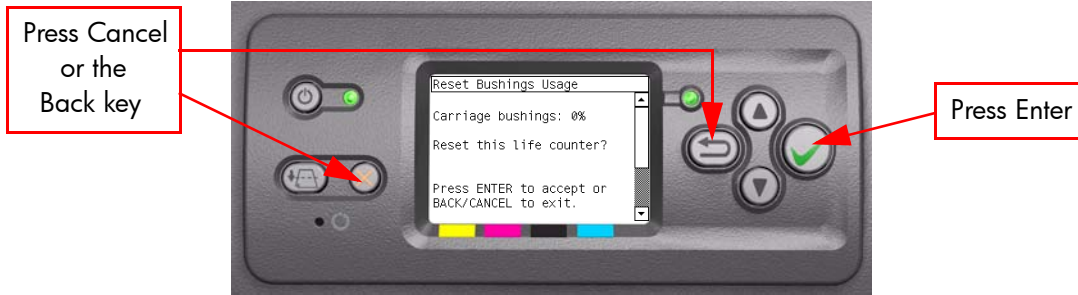 Press Cancel
or the
Back key
Reset Bushings Usage
Carriage bushings: 0%
Reset this life counter?
Press ENTER to accept or
BACK/CANCEL to exit.
Press Enter